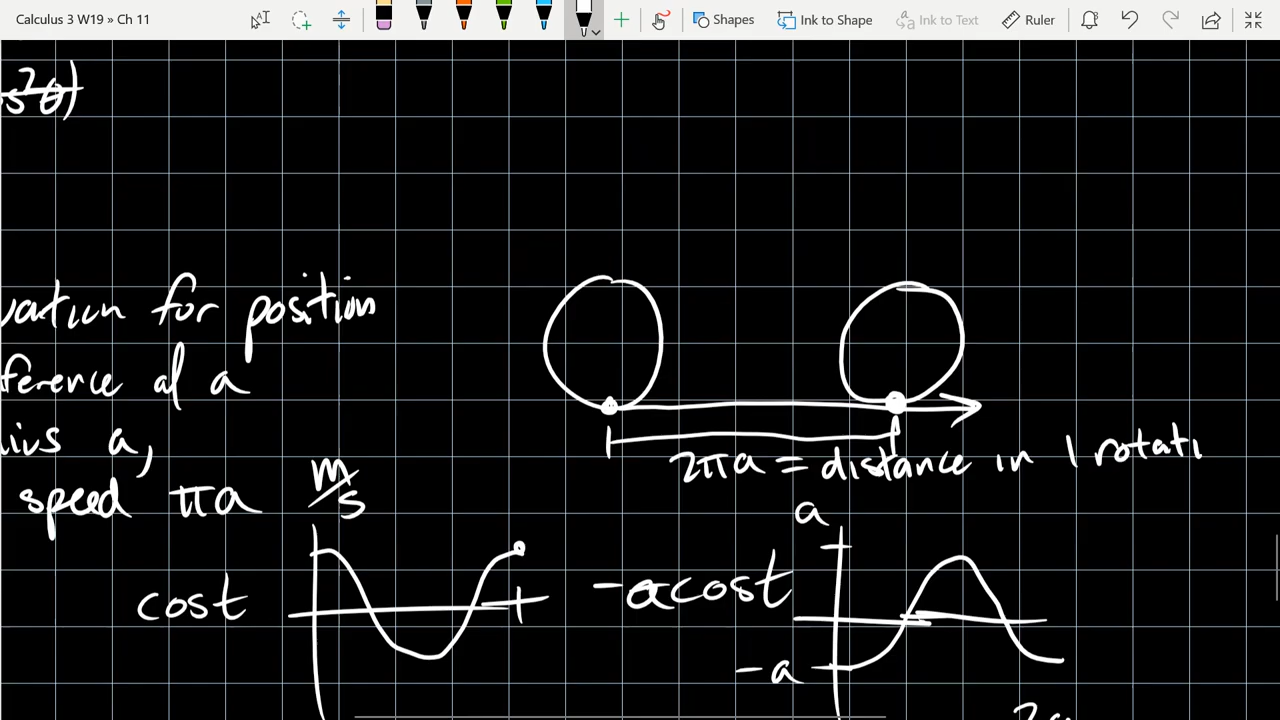 Calculus 3 W19 » Ch 11
Shapes
Ink to Shape
Ink to Text
Ruler
os²θ)
uation for position
ference of a
dius a,
speed πa m/s
2πa = distance in 1 rotati
a
cost
-acost
-a